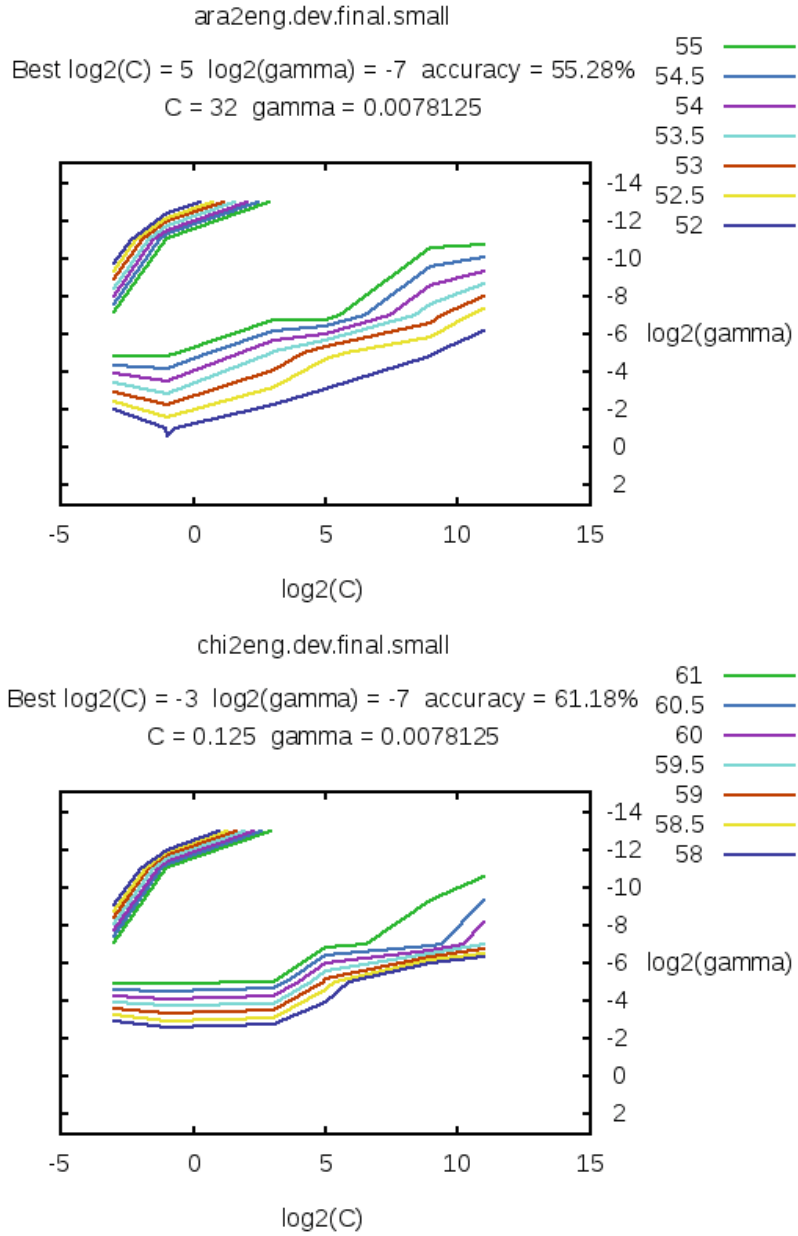 ara2eng.dev.final.small
Best log2(C) = 5 log2(gamma) = -7 accuracy = 55.28%
C = 32 gamma = 0.0078125
55
54.5
54
53.5
53
52.5
52
-14
-12
-10
-8
-6
-4
-2
0
2
log2(gamma)
-5 0 5 10 15
log2(C)
chi2eng.dev.final.small
Best log2(C) = -3 log2(gamma) = -7 accuracy = 61.18%
C = 0.125 gamma = 0.0078125
61
60.5
60
59.5
59
58.5
58
-14
-12
-10
-8
-6
-4
-2
0
2
log2(gamma)
-5 0 5 10 15
log2(C)